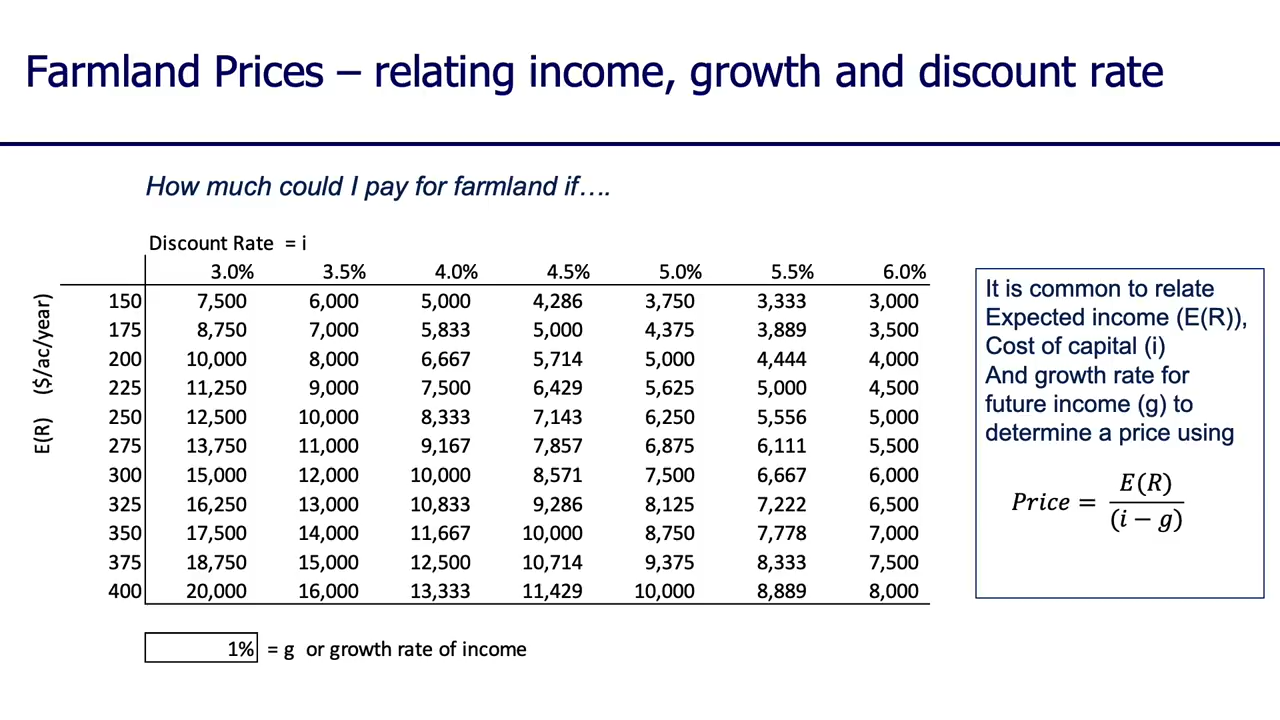 Farmland Prices – relating income, growth and discount rate
How much could I pay for farmland if….
Discount Rate = i
3.0% 3.5% 4.0% 4.5% 5.0% 5.5% 6.0%
E(R) ($/ac/year)
150 7,500 6,000 5,000 4,286 3,750 3,333 3,000
175 8,750 7,000 5,833 5,000 4,375 3,889 3,500
200 10,000 8,000 6,667 5,714 5,000 4,444 4,000
225 11,250 9,000 7,500 6,429 5,625 5,000 4,500
250 12,500 10,000 8,333 7,143 6,250 5,556 5,000
275 13,750 11,000 9,167 7,857 6,875 6,111 5,500
300 15,000 12,000 10,000 8,571 7,500 6,667 6,000
325 16,250 13,000 10,833 9,286 8,125 7,222 6,500
350 17,500 14,000 11,667 10,000 8,750 7,778 7,000
375 18,750 15,000 12,500 10,714 9,375 8,333 7,500
400 20,000 16,000 13,333 11,429 10,000 8,889 8,000
1% = g or growth rate of income
It is common to relate
Expected income (E(R)),
Cost of capital (i)
And growth rate for
future income (g) to
determine a price using
Price = E(R) / (i − g)